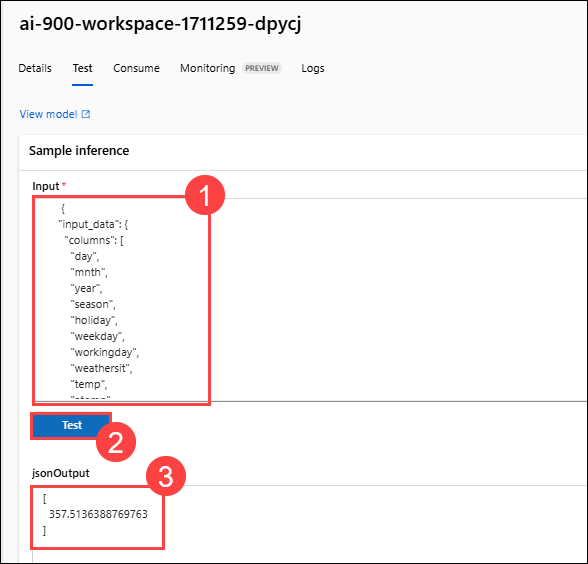 ai-900-workspace-1711259-dpycj
Details Test Consume Monitoring PREVIEW Logs
View model
Sample inference
Input *
1
{
"input_data": {
"columns": [
"day",
"mnth",
"year",
"season",
"holiday",
"weekday",
"workingday",
"weathersit",
"temp",
Test
2
jsonOutput
3
[
357.5136388769763
]